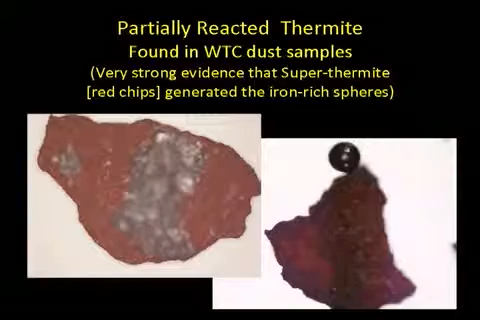 Partially Reacted Thermite
Found in WTC dust samples
(Very strong evidence that Super-thermite
[red chips] generated the iron-rich spheres)